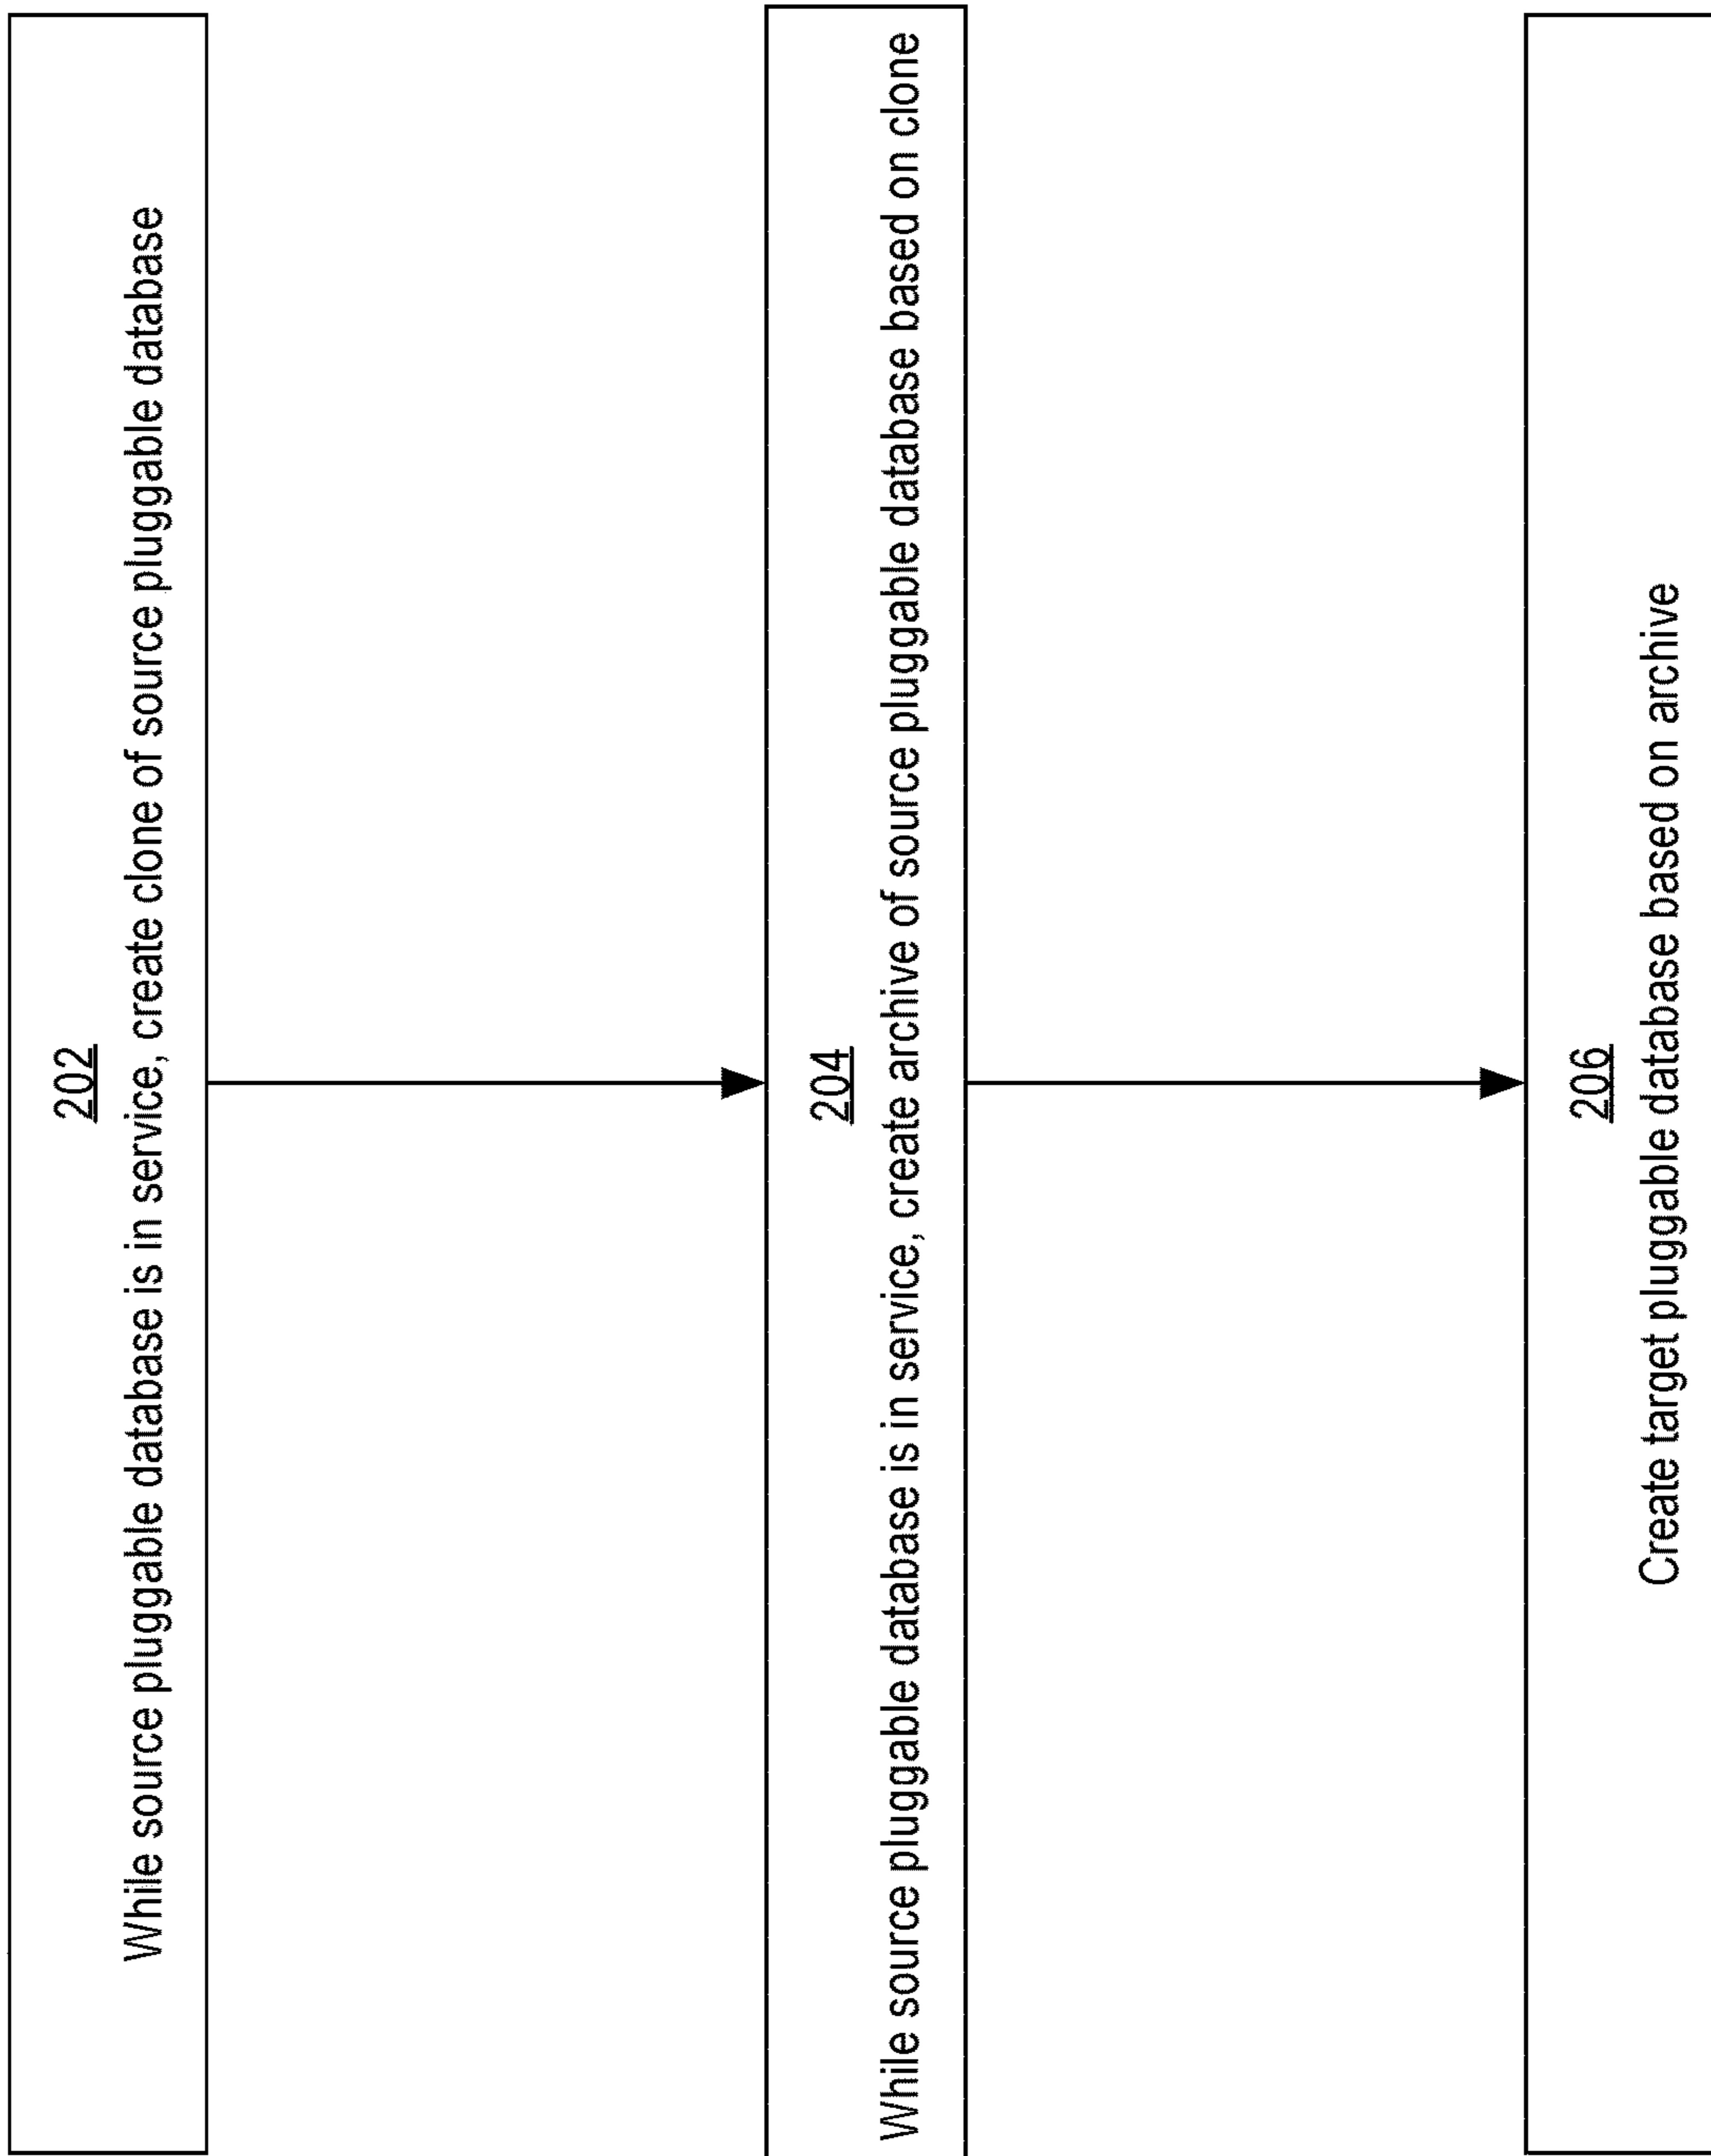 202
While source pluggable database is in service, create clone of source pluggable database
204
While source pluggable database is in service, create archive of source pluggable database based on clone
206
Create target pluggable database based on archive